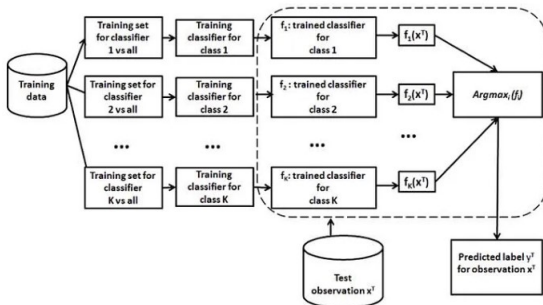 Training
data
Training set
for classifier
1 vs all
Training
classifier for
class 1
f₁: trained classifier
for
class 1
f₁(xᵀ)
Training set for
classifier
2 vs all
Training
classifier for
class 2
f₂: trained classifier
for
class 2
f₂(xᵀ)
Argmaxᵢ(fᵢ)
...
...
...
...
Training set for
classifier
K vs all
Training
classifier for
class K
fK: trained classifier
for
class K
fK(xᵀ)
Test
observation xᵀ
Predicted label yᵀ
for observation xᵀ